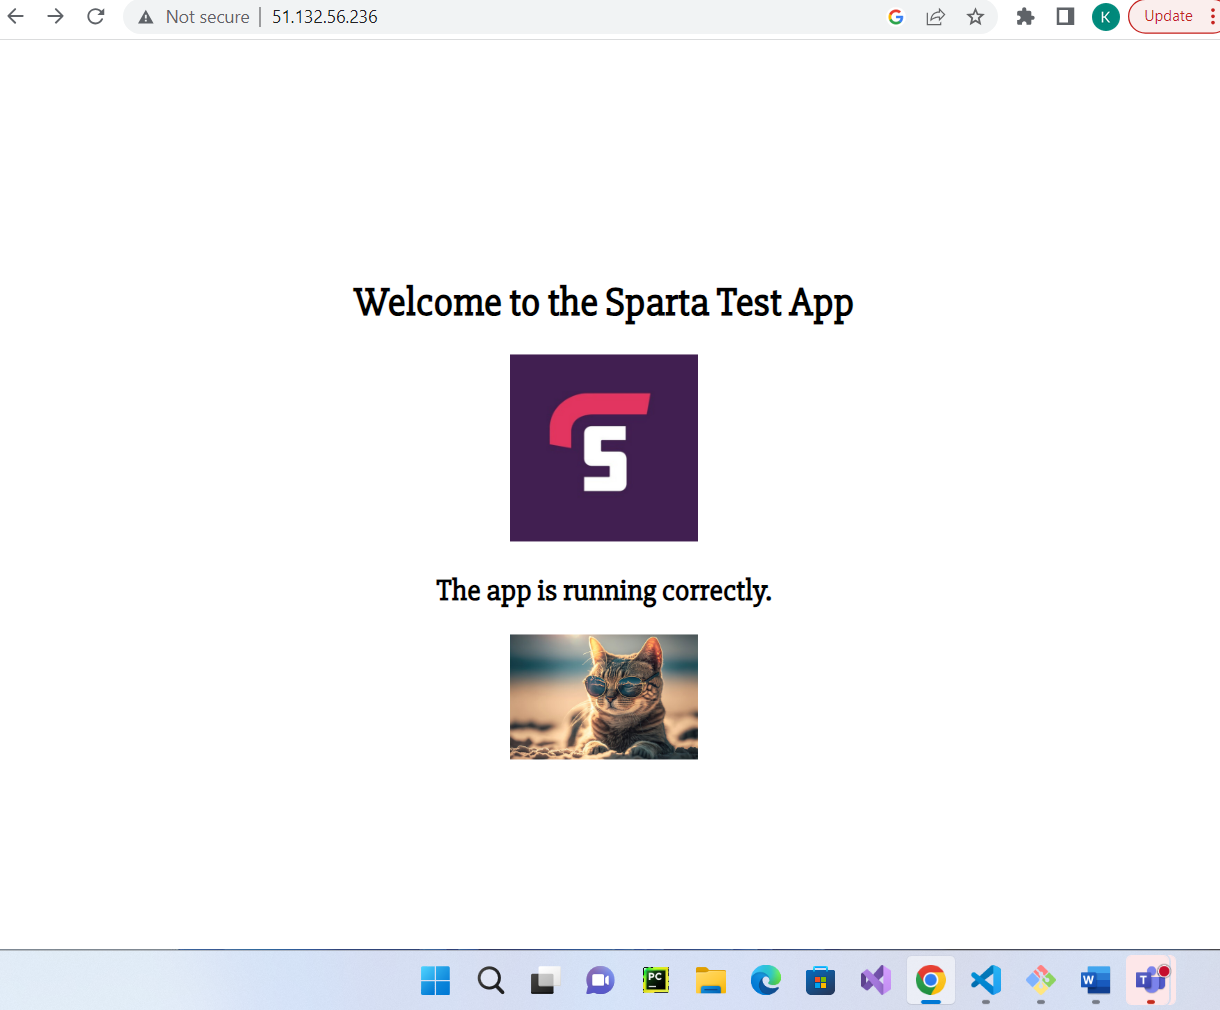 Not secure | 51.132.56.236
K
Update
Welcome to the Sparta Test App
S
The app is running correctly.
PC
W
T